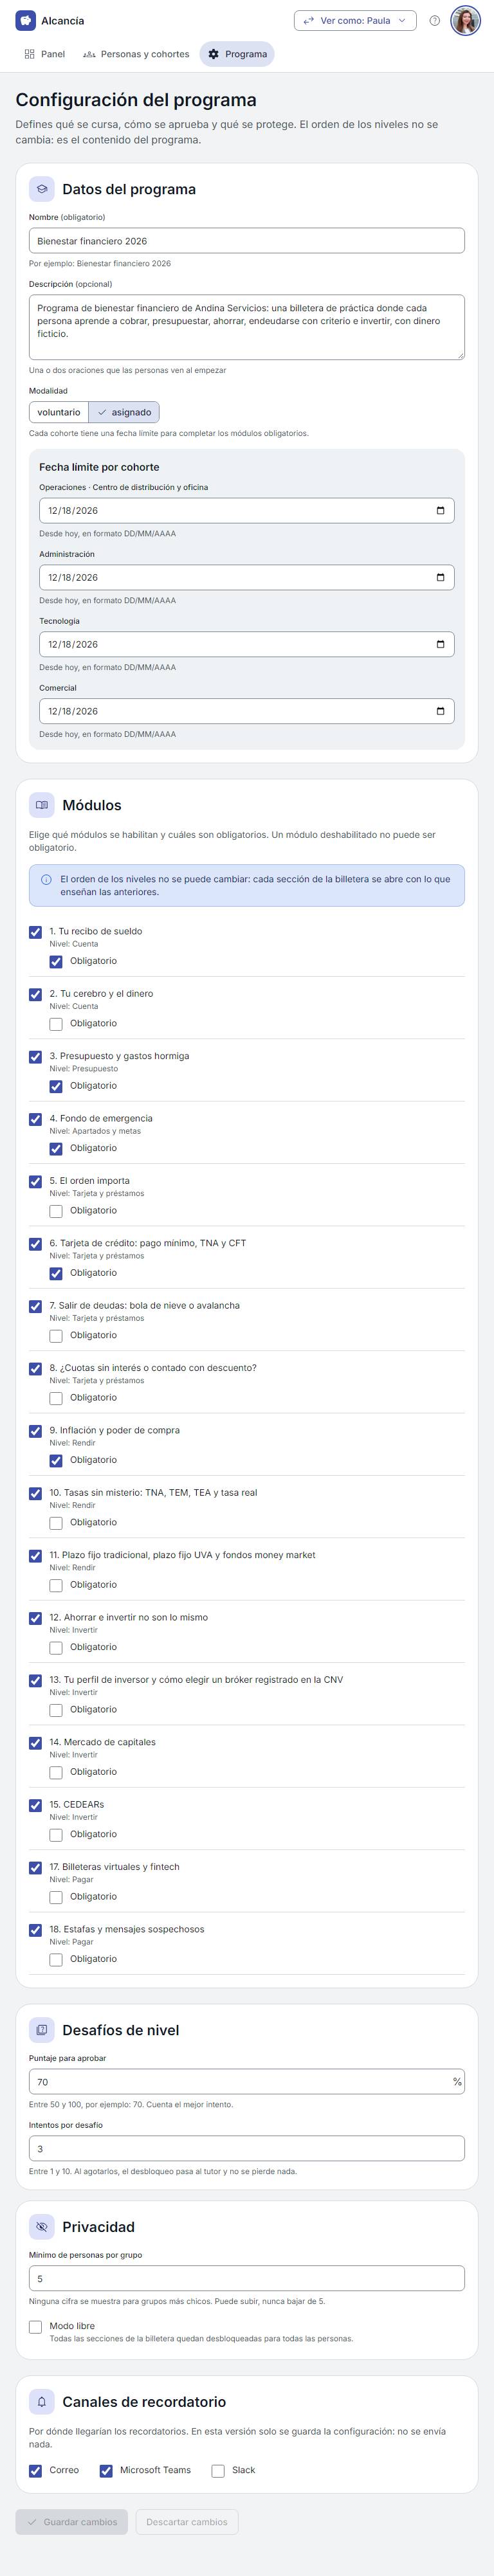 Alcancía
Ver como: Paula
Panel
Personas y cohortes
Programa
Configuración del programa
Defines qué se cursa, cómo se aprueba y qué se protege. El orden de los niveles no se
cambia: es el contenido del programa.
Datos del programa
Nombre (obligatorio)
Bienestar financiero 2026
Por ejemplo: Bienestar financiero 2026
Descripción (opcional)
Programa de bienestar financiero de Andina Servicios: una billetera de práctica donde cada
persona aprende a cobrar, presupuestar, ahorrar, endeudarse con criterio e invertir, con dinero
ficticio.
Una o dos oraciones que las personas ven al empezar
Modalidad
voluntario
asignado
Cada cohorte tiene una fecha límite para completar los módulos obligatorios.
Fecha límite por cohorte
Operaciones · Centro de distribución y oficina
12/18/2026
Desde hoy, en formato DD/MM/AAAA
Administración
12/18/2026
Desde hoy, en formato DD/MM/AAAA
Tecnología
12/18/2026
Desde hoy, en formato DD/MM/AAAA
Comercial
12/18/2026
Desde hoy, en formato DD/MM/AAAA
Módulos
Elige qué módulos se habilitan y cuáles son obligatorios. Un módulo deshabilitado no puede ser
obligatorio.
El orden de los niveles no se puede cambiar: cada sección de la billetera se abre con lo que
enseñan las anteriores.
1. Tu recibo de sueldo
Nivel: Cuenta
Obligatorio
2. Tu cerebro y el dinero
Nivel: Cuenta
Obligatorio
3. Presupuesto y gastos hormiga
Nivel: Presupuesto
Obligatorio
4. Fondo de emergencia
Nivel: Apartados y metas
Obligatorio
5. El orden importa
Nivel: Tarjeta y préstamos
Obligatorio
6. Tarjeta de crédito: pago mínimo, TNA y CFT
Nivel: Tarjeta y préstamos
Obligatorio
7. Salir de deudas: bola de nieve o avalancha
Nivel: Tarjeta y préstamos
Obligatorio
8. ¿Cuotas sin interés o contado con descuento?
Nivel: Tarjeta y préstamos
Obligatorio
9. Inflación y poder de compra
Nivel: Rendir
Obligatorio
10. Tasas sin misterio: TNA, TEM, TEA y tasa real
Nivel: Rendir
Obligatorio
11. Plazo fijo tradicional, plazo fijo UVA y fondos money market
Nivel: Rendir
Obligatorio
12. Ahorrar e invertir no son lo mismo
Nivel: Invertir
Obligatorio
13. Tu perfil de inversor y cómo elegir un bróker registrado en la CNV
Nivel: Invertir
Obligatorio
14. Mercado de capitales
Nivel: Invertir
Obligatorio
15. CEDEARs
Nivel: Invertir
Obligatorio
17. Billeteras virtuales y fintech
Nivel: Pagar
Obligatorio
18. Estafas y mensajes sospechosos
Nivel: Pagar
Obligatorio
Desafíos de nivel
Puntaje para aprobar
70 %
Entre 50 y 100, por ejemplo: 70. Cuenta el mejor intento.
Intentos por desafío
3
Entre 1 y 10. Al agotarlos, el desbloqueo pasa al tutor y no se pierde nada.
Privacidad
Mínimo de personas por grupo
5
Ninguna cifra se muestra para grupos más chicos. Puede subir, nunca bajar de 5.
Modo libre
Todas las secciones de la billetera quedan desbloqueadas para todas las personas.
Canales de recordatorio
Por dónde llegarían los recordatorios. En esta versión solo se guarda la configuración: no se envía
nada.
Correo
Microsoft Teams
Slack
Guardar cambios
Descartar cambios